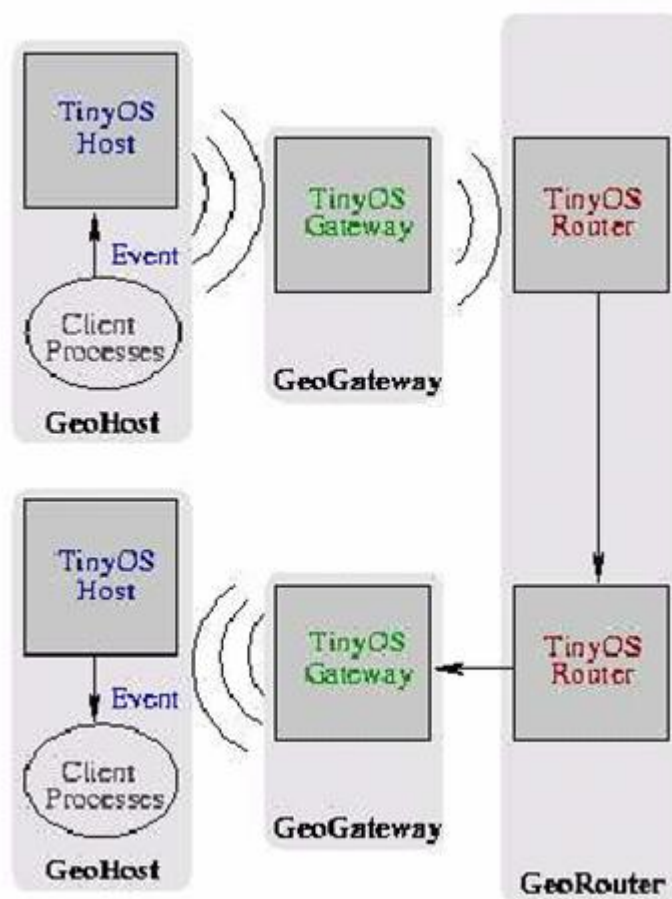 TinyOS
Host
Event
Client
Processes
GeoHost
TinyOS
Gateway
GeoGateway
TinyOS
Router
TinyOS
Host
Event
Client
Processes
GeoHost
TinyOS
Gateway
GeoGateway
TinyOS
Router
GeoRouter